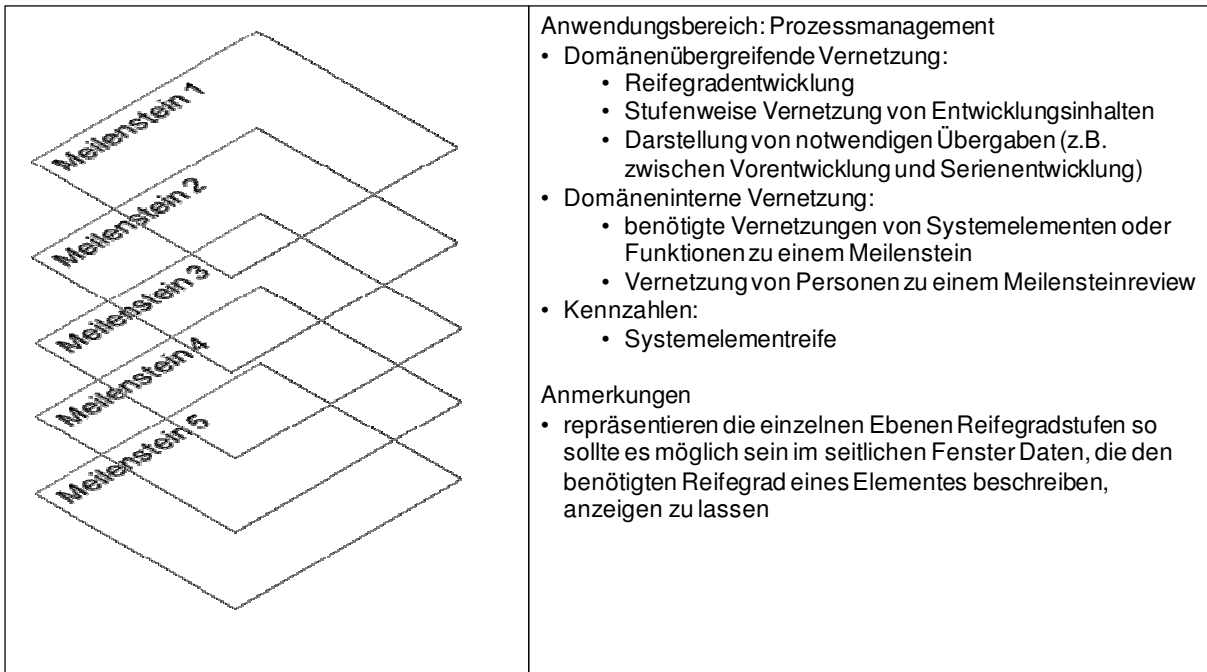 Meilenstein 1
Meilenstein 2
Meilenstein 3
Meilenstein 4
Meilenstein 5
Anwendungsbereich: Prozessmanagement
• Domänenübergreifende Vernetzung:
• Reifegradentwicklung
• Stufenweise Vernetzung von Entwicklungsinhalten
• Darstellung von notwendigen Übergaben (z.B.
zwischen Vorentwicklung und Serienentwicklung)
• Domäneninterne Vernetzung:
• benötigte Vernetzungen von Systemelementen oder
Funktionen zu einem Meilenstein
• Vernetzung von Personen zu einem Meilensteinreview
• Kennzahlen:
• Systemelementreife
Anmerkungen
• repräsentieren die einzelnen Ebenen Reifegradstufen so
sollte es möglich sein im seitlichen Fenster Daten, die den
benötigten Reifegrad eines Elementes beschreiben,
anzeigen zu lassen